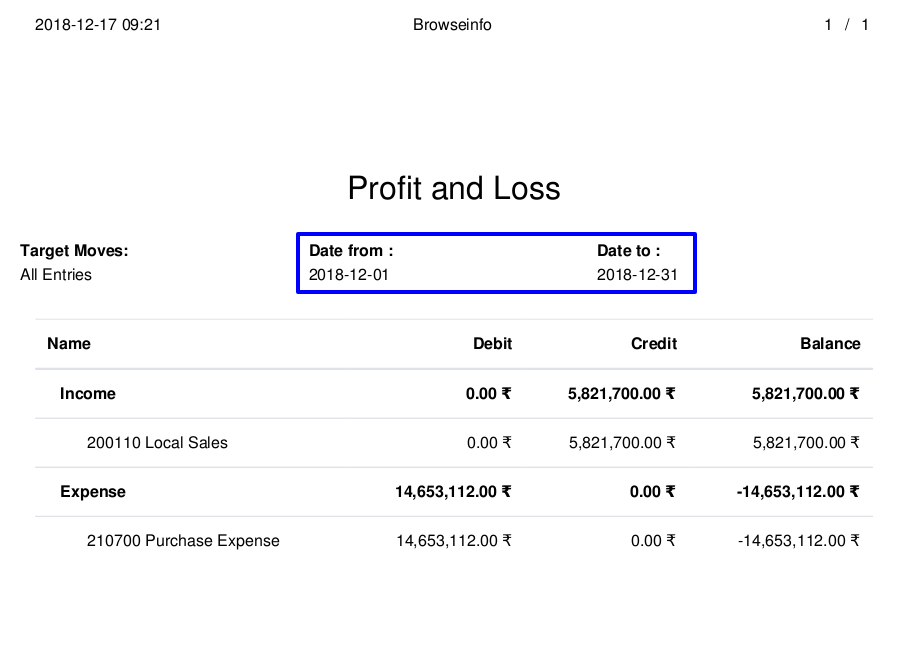 2018-12-17 09:21 Browseinfo 1 / 1
Profit and Loss
Target Moves: Date from : Date to :
All Entries 2018-12-01 2018-12-31
Name Debit Credit Balance
Income 0.00 ₹ 5,821,700.00 ₹ 5,821,700.00 ₹
200110 Local Sales 0.00 ₹ 5,821,700.00 ₹ 5,821,700.00 ₹
Expense 14,653,112.00 ₹ 0.00 ₹ -14,653,112.00 ₹
210700 Purchase Expense 14,653,112.00 ₹ 0.00 ₹ -14,653,112.00 ₹